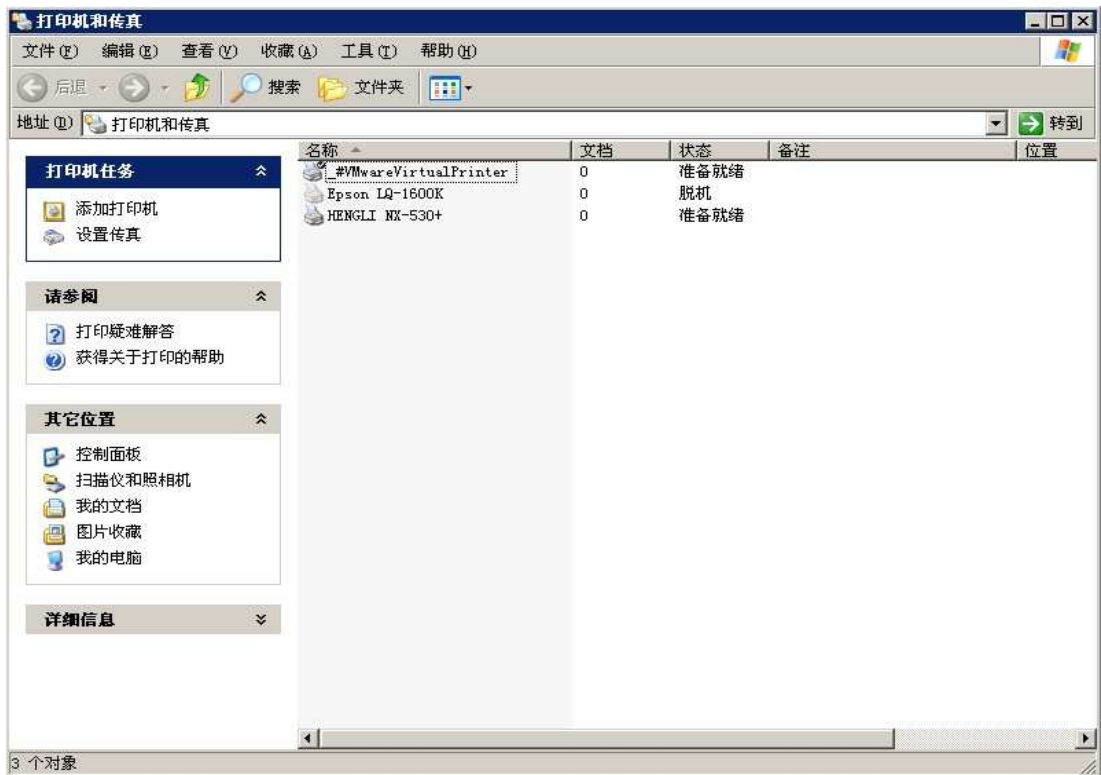 打印机和传真
文件(F) 编辑(E) 查看(V) 收藏(A) 工具(T) 帮助(H)
后退 搜索 文件夹
地址(D) 打印机和传真 转到
打印机任务
添加打印机
设置传真
请参阅
打印疑难解答
获得关于打印的帮助
其它位置
控制面板
扫描仪和照相机
我的文档
图片收藏
我的电脑
详细信息
名称 文档 状态 备注 位置
_#VMwareVirtualPrinter 0 准备就绪
Epson LQ-1600K 0 脱机
HENGLI NX-530+ 0 准备就绪
3 个对象